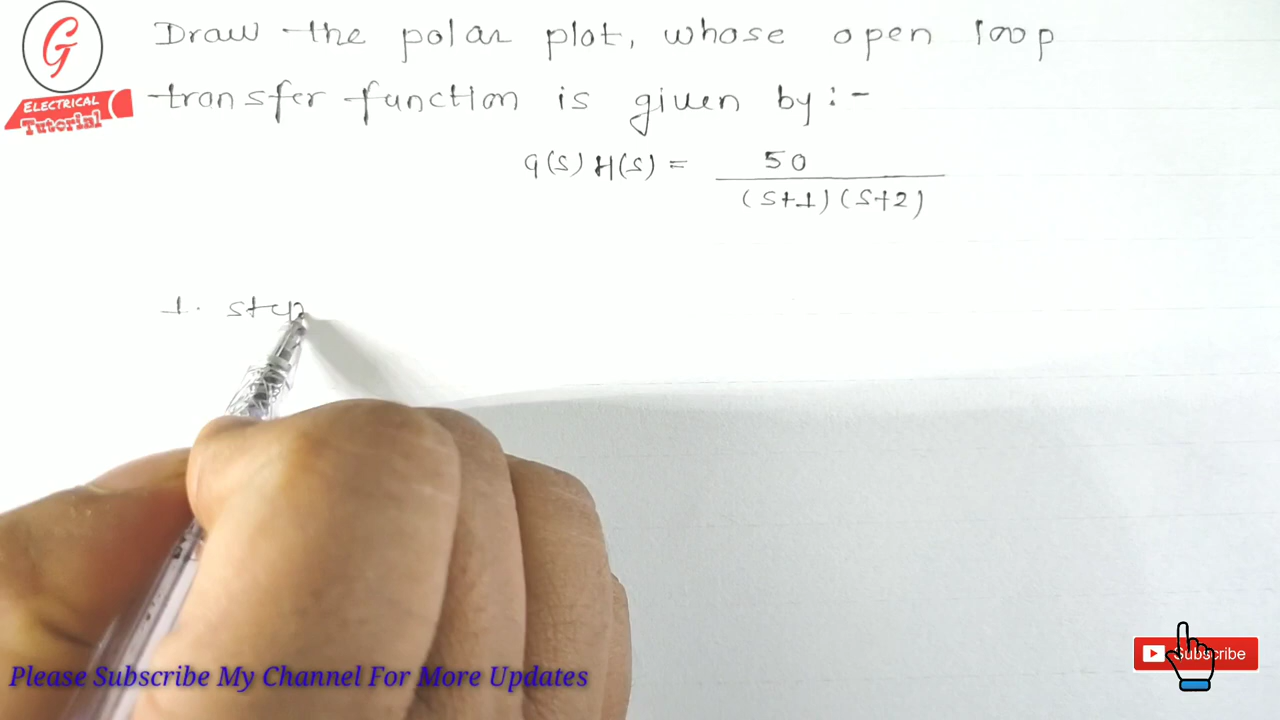 G
ELECTRICAL
Tutorial
Draw the polar plot, whose open loop
transfer function is given by:-
G(S) H(S) = 50
(S+1) (S+2)
1. step
Please Subscribe My Channel For More Updates
Subscribe